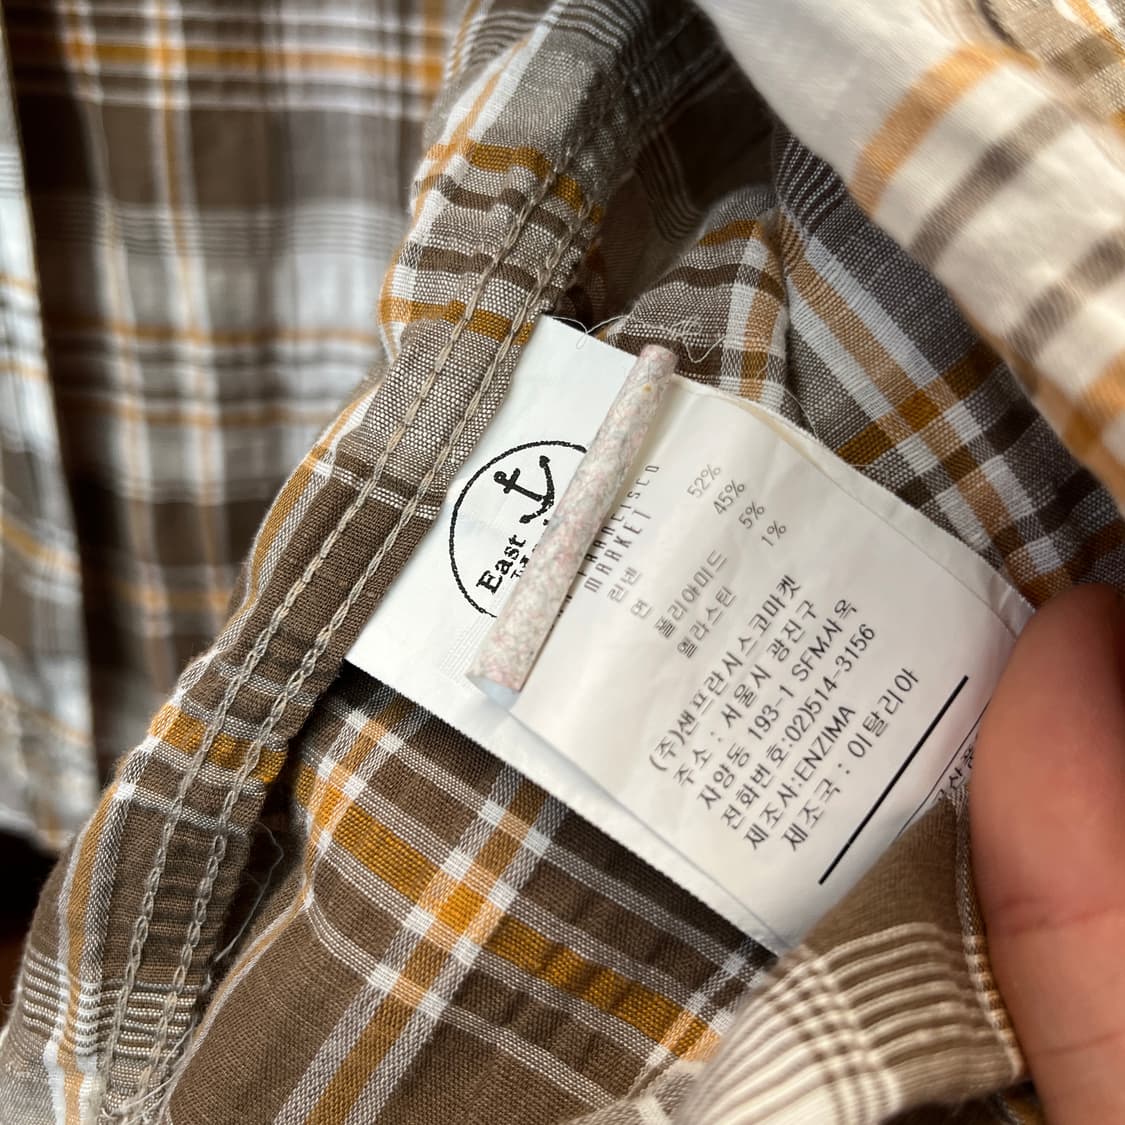 East
FRANCISCO
MARKET
린넨 52%
면 45%
폴리아미드 5%
엘라스틴 1%
(주)샌프란시스코마켓
주소 : 서울시 광진구
자양동 193-1 SFM사옥
전화번호:02)514-3156
제조사:ENZIMA
제조국 : 이탈리아